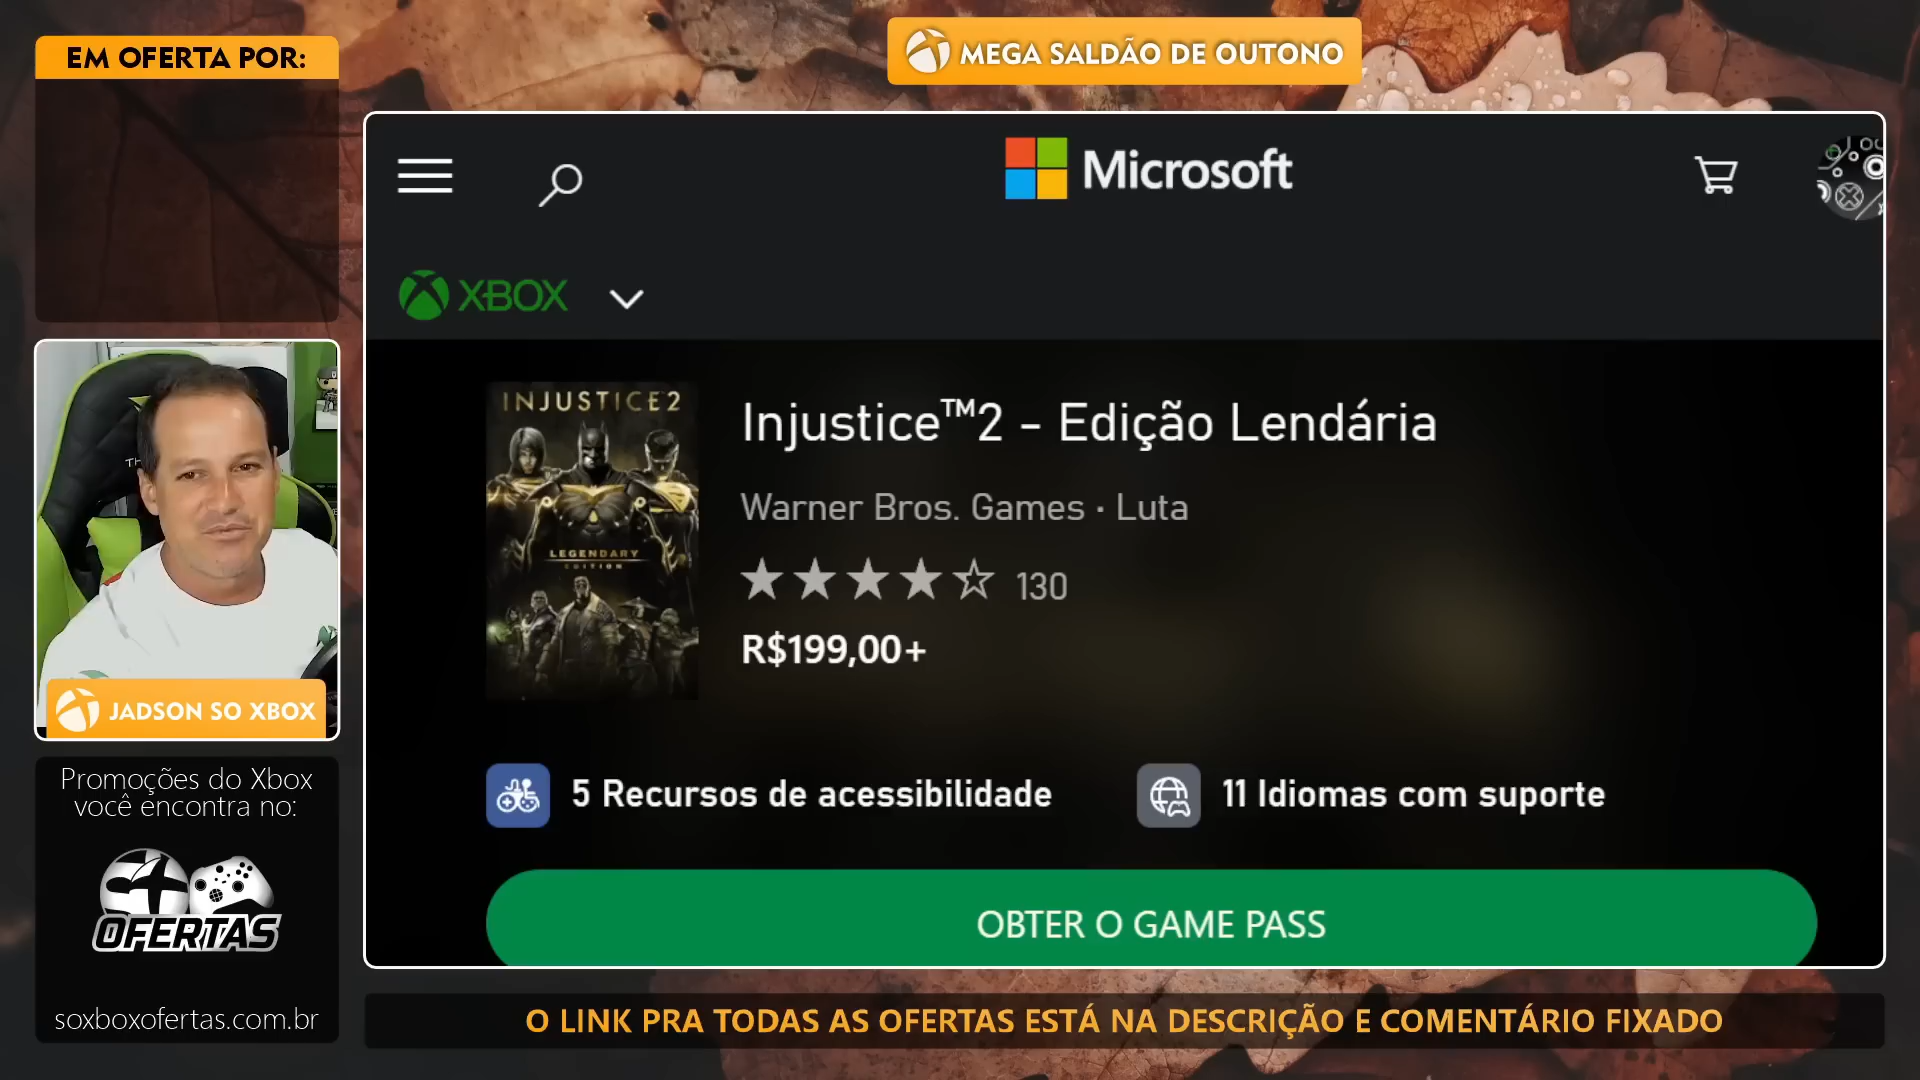 EM OFERTA POR:
MEGA SALDÃO DE OUTONO
Microsoft
XBOX
INJUSTICE 2
LEGENDARY
EDITION
Injustice™2 - Edição Lendária
Warner Bros. Games · Luta
130
R$199,00+
5 Recursos de acessibilidade
11 Idiomas com suporte
OBTER O GAME PASS
TH
JADSON SO XBOX
Promoções do Xbox
você encontra no:
OFERTAS
soxboxofertas.com.br
O LINK PRA TODAS AS OFERTAS ESTÁ NA DESCRIÇÃO E COMENTÁRIO FIXADO